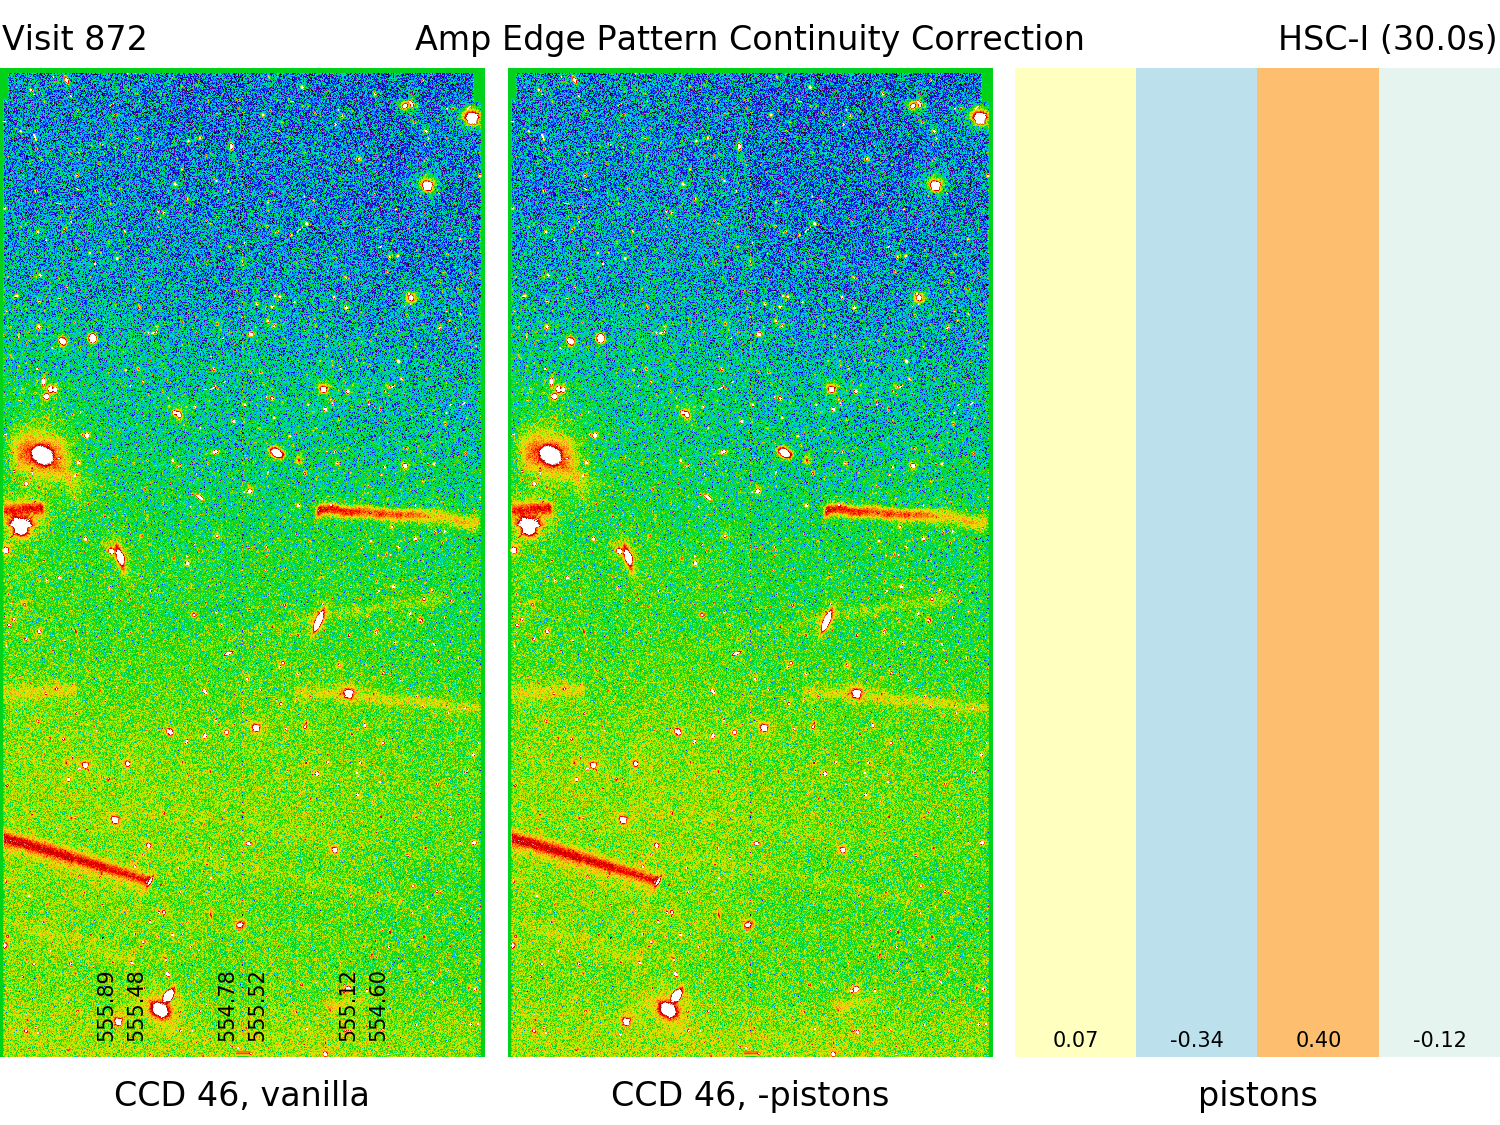 Visit 872
Amp Edge Pattern Continuity Correction
HSC-I (30.0s)
555.89
555.48
554.78
555.52
555.12
554.60
0.07
-0.34
0.40
-0.12
CCD 46, vanilla
CCD 46, -pistons
pistons